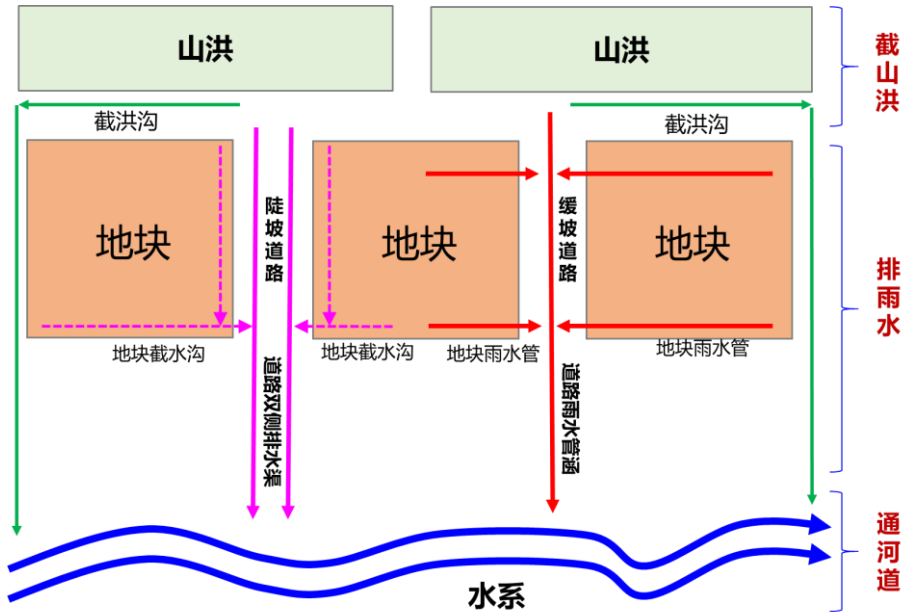 山洪
山洪
截山洪
截洪沟
截洪沟
地块
陡坡道路
地块
缓坡道路
地块
排雨水
地块截水沟
地块截水沟
地块雨水管
地块雨水管
道路双侧排水渠
道路雨水管涵
通河道
水系